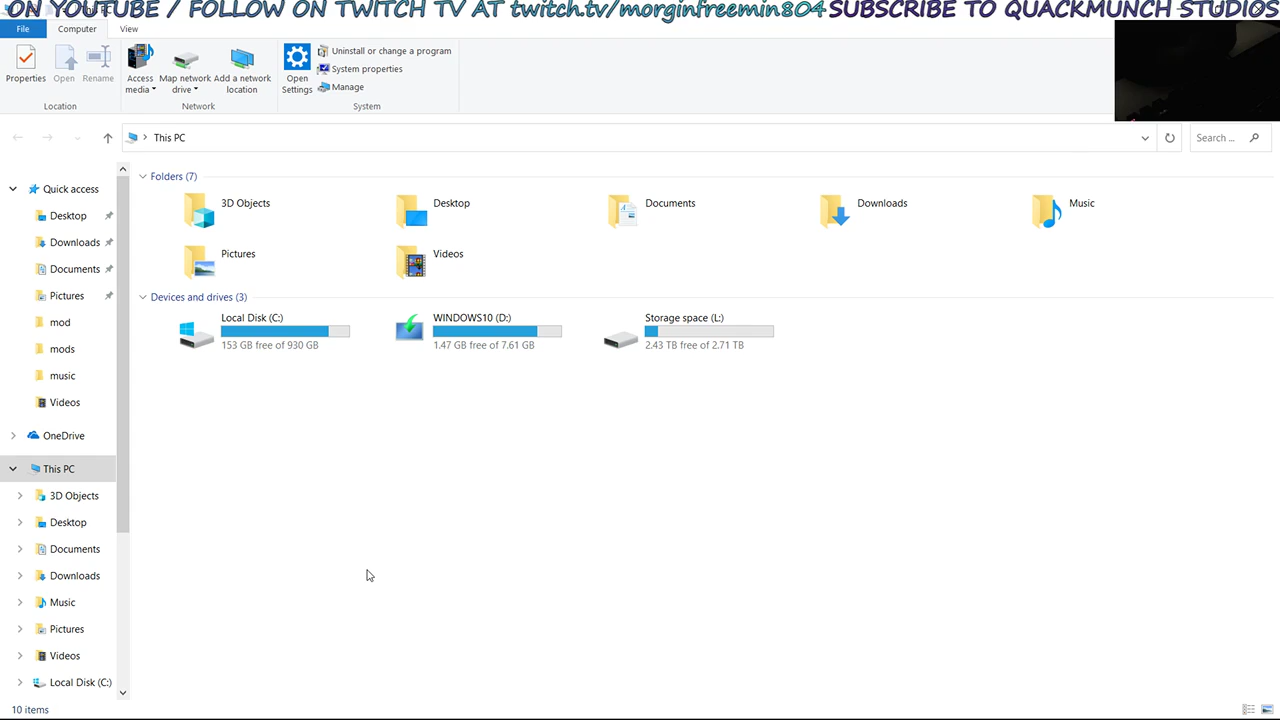 ON YOUTUBE / FOLLOW ON TWITCH TV AT twitch.tv/morginfreemin804 SUBSCRIBE TO QUACKMUNCH STUDIOS
File Computer View
Properties Open Rename Access media Map network drive Add a network location Open Settings
Uninstall or change a program
System properties
Manage
Location Network System
This PC
Search ...
Quick access
Desktop
Downloads
Documents
Pictures
mod
mods
music
Videos
OneDrive
This PC
3D Objects
Desktop
Documents
Downloads
Music
Pictures
Videos
Local Disk (C:)
Folders (7)
3D Objects Desktop Documents Downloads Music
Pictures Videos
Devices and drives (3)
Local Disk (C:) WINDOWS10 (D:) Storage space (L:)
153 GB free of 930 GB 1.47 GB free of 7.61 GB 2.43 TB free of 2.71 TB
10 items